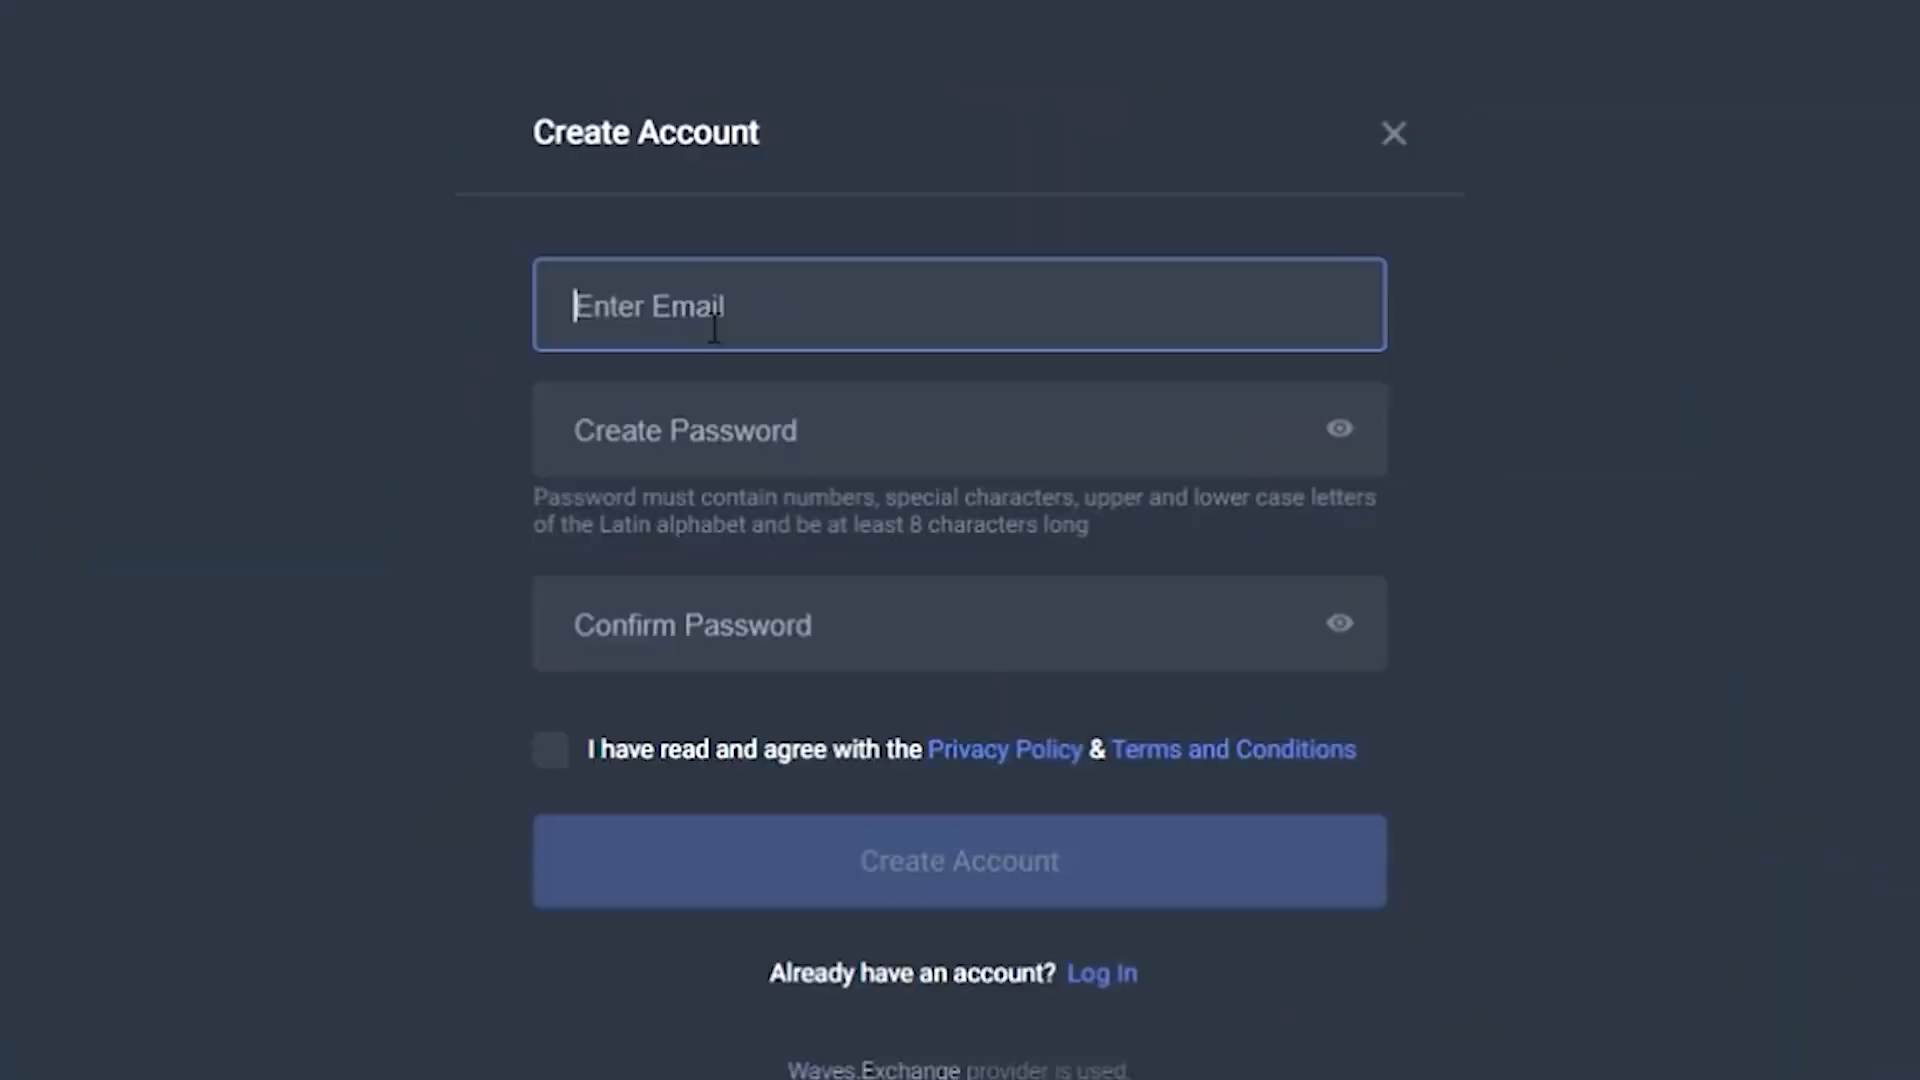 Create Account
Enter Email
Create Password
Password must contain numbers, special characters, upper and lower case letters
of the Latin alphabet and be at least 8 characters long
Confirm Password
I have read and agree with the Privacy Policy & Terms and Conditions
Create Account
Already have an account? Log In
Waves.Exchange provider is used.